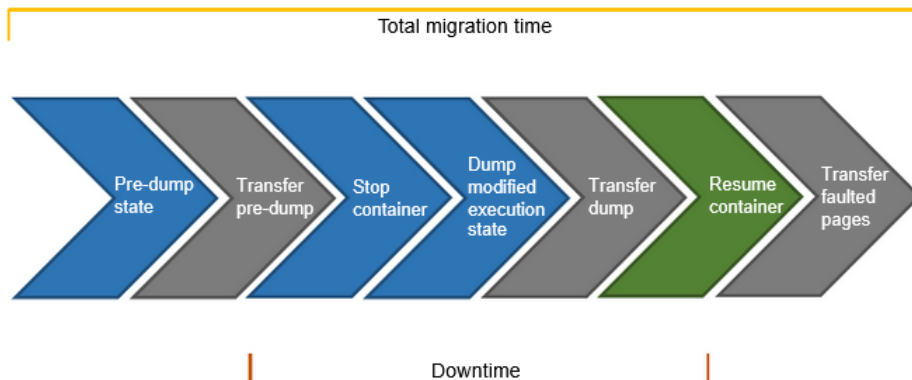 Total migration time
Pre-dump
state
Transfer
pre-dump
Stop
container
Dump
modified
execution
state
Transfer
dump
Resume
container
Transfer
faulted
pages
Downtime